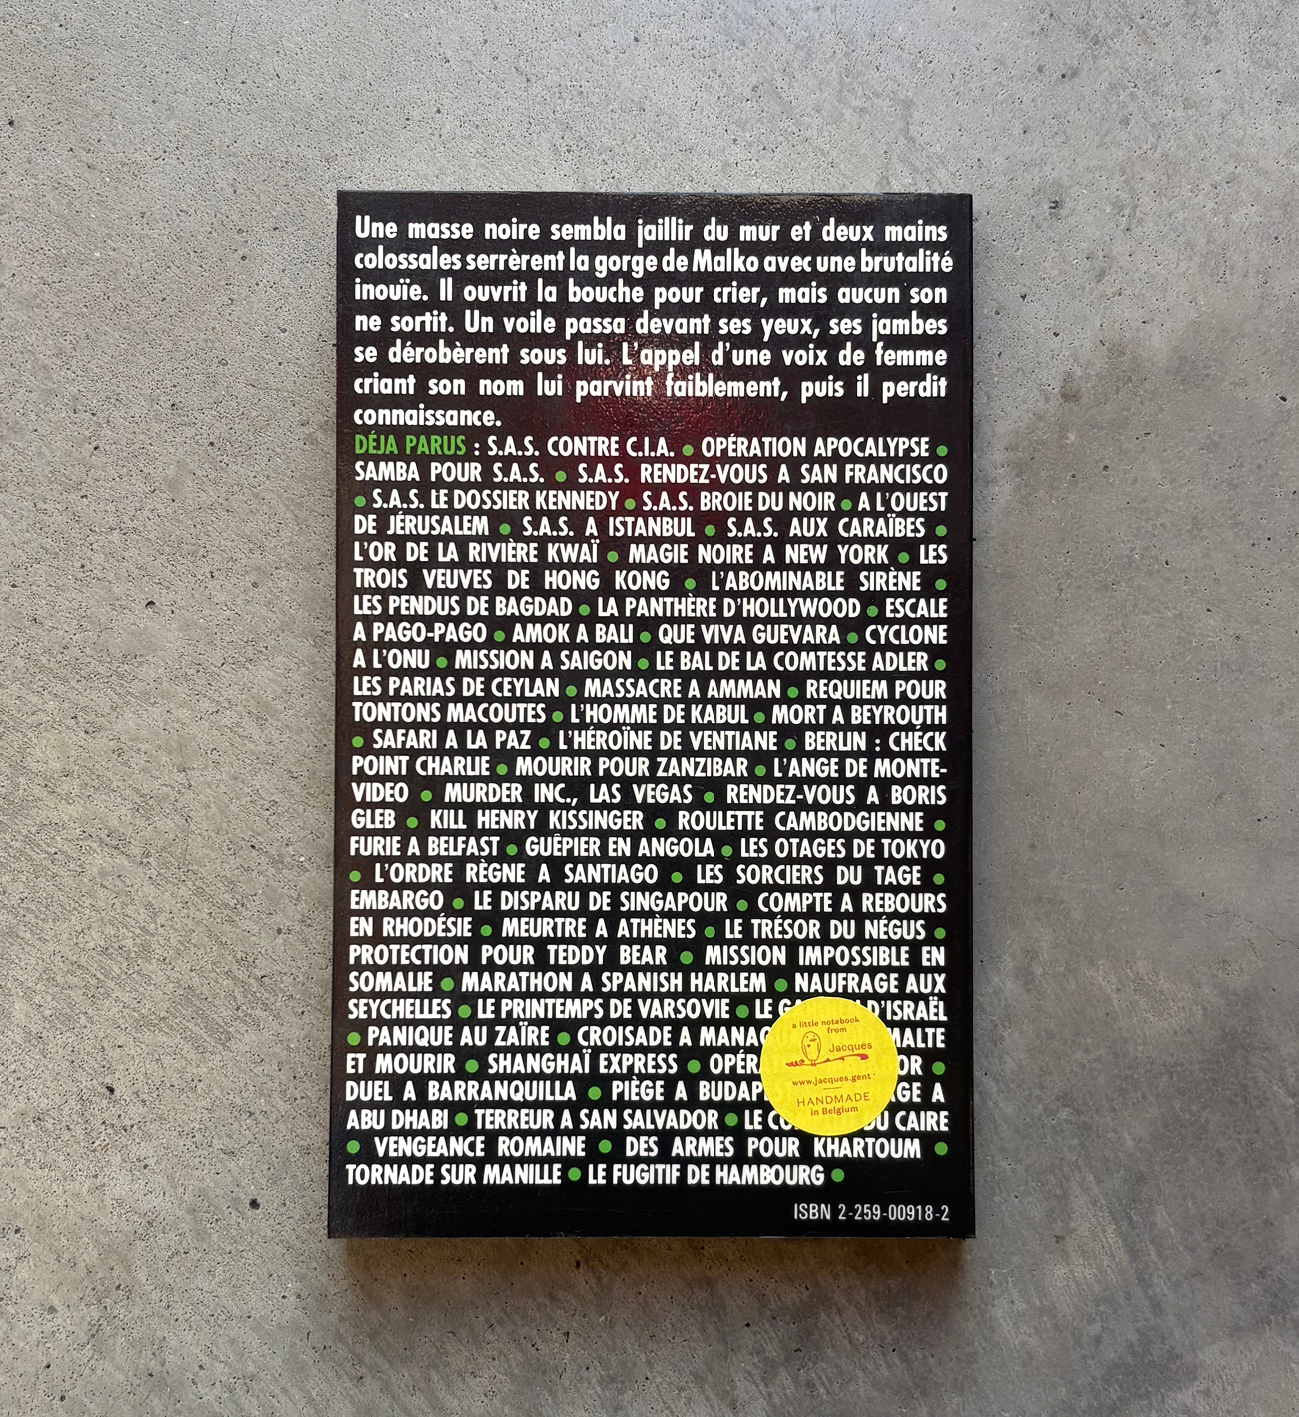 Une masse noire sembla jaillir du mur et deux mains
colossales serrèrent la gorge de Malko avec une brutalité
inouïe. Il ouvrit la bouche pour crier, mais aucun son
ne sortit. Un voile passa devant ses yeux, ses jambes
se dérobèrent sous lui. L'appel d'une voix de femme
criant son nom lui parvint faiblement, puis il perdit
connaissance.
DÉJA PARUS : S.A.S. CONTRE C.I.A. ● OPÉRATION APOCALYPSE ●
SAMBA POUR S.A.S. ● S.A.S. RENDEZ-VOUS A SAN FRANCISCO
● S.A.S. LE DOSSIER KENNEDY ● S.A.S. BROIE DU NOIR ● A L'OUEST
DE JÉRUSALEM ● S.A.S. A ISTANBUL ● S.A.S. AUX CARAÏBES ●
L'OR DE LA RIVIÈRE KWAÏ ● MAGIE NOIRE A NEW YORK ● LES
TROIS VEUVES DE HONG KONG ● L'ABOMINABLE SIRÈNE ●
LES PENDUS DE BAGDAD ● LA PANTHÈRE D'HOLLYWOOD ● ESCALE
A PAGO-PAGO ● AMOK A BALI ● QUE VIVA GUEVARA ● CYCLONE
A L'ONU ● MISSION A SAIGON ● LE BAL DE LA COMTESSE ADLER ●
LES PARIAS DE CEYLAN ● MASSACRE A AMMAN ● REQUIEM POUR
TONTONS MACOUTES ● L'HOMME DE KABUL ● MORT A BEYROUTH
● SAFARI A LA PAZ ● L'HÉROÏNE DE VENTIANE ● BERLIN : CHECK
POINT CHARLIE ● MOURIR POUR ZANZIBAR ● L'ANGE DE MONTE-
VIDEO ● MURDER INC., LAS VEGAS ● RENDEZ-VOUS A BORIS
GLEB ● KILL HENRY KISSINGER ● ROULETTE CAMBODGIENNE ●
FURIE A BELFAST ● GUÊPIER EN ANGOLA ● LES OTAGES DE TOKYO
● L'ORDRE RÈGNE A SANTIAGO ● LES SORCIERS DU TAGE ●
EMBARGO ● LE DISPARU DE SINGAPOUR ● COMPTE A REBOURS
EN RHODÉSIE ● MEURTRE A ATHÈNES ● LE TRÉSOR DU NÉGUS ●
PROTECTION POUR TEDDY BEAR ● MISSION IMPOSSIBLE EN
SOMALIE ● MARATHON A SPANISH HARLEM ● NAUFRAGE AUX
SEYCHELLES ● LE PRINTEMPS DE VARSOVIE ● LE D'ISRAËL
● PANIQUE AU ZAÏRE ● CROISADE A MALTE
ET MOURIR ● SHANGHAÏ EXPRESS ●
DUEL A BARRANQUILLA ● PIÈGE A A
ABU DHABI ● TERREUR A SAN SALVADOR ● LE DU CAIRE
● VENGEANCE ROMAINE ● DES ARMES POUR KHARTOUM ●
TORNADE SUR MANILLE ● LE FUGITIF DE HAMBOURG ●
a little notebook
from
Jacques
www.jacques.gent
HANDMADE
in Belgium
ISBN 2-259-00918-2